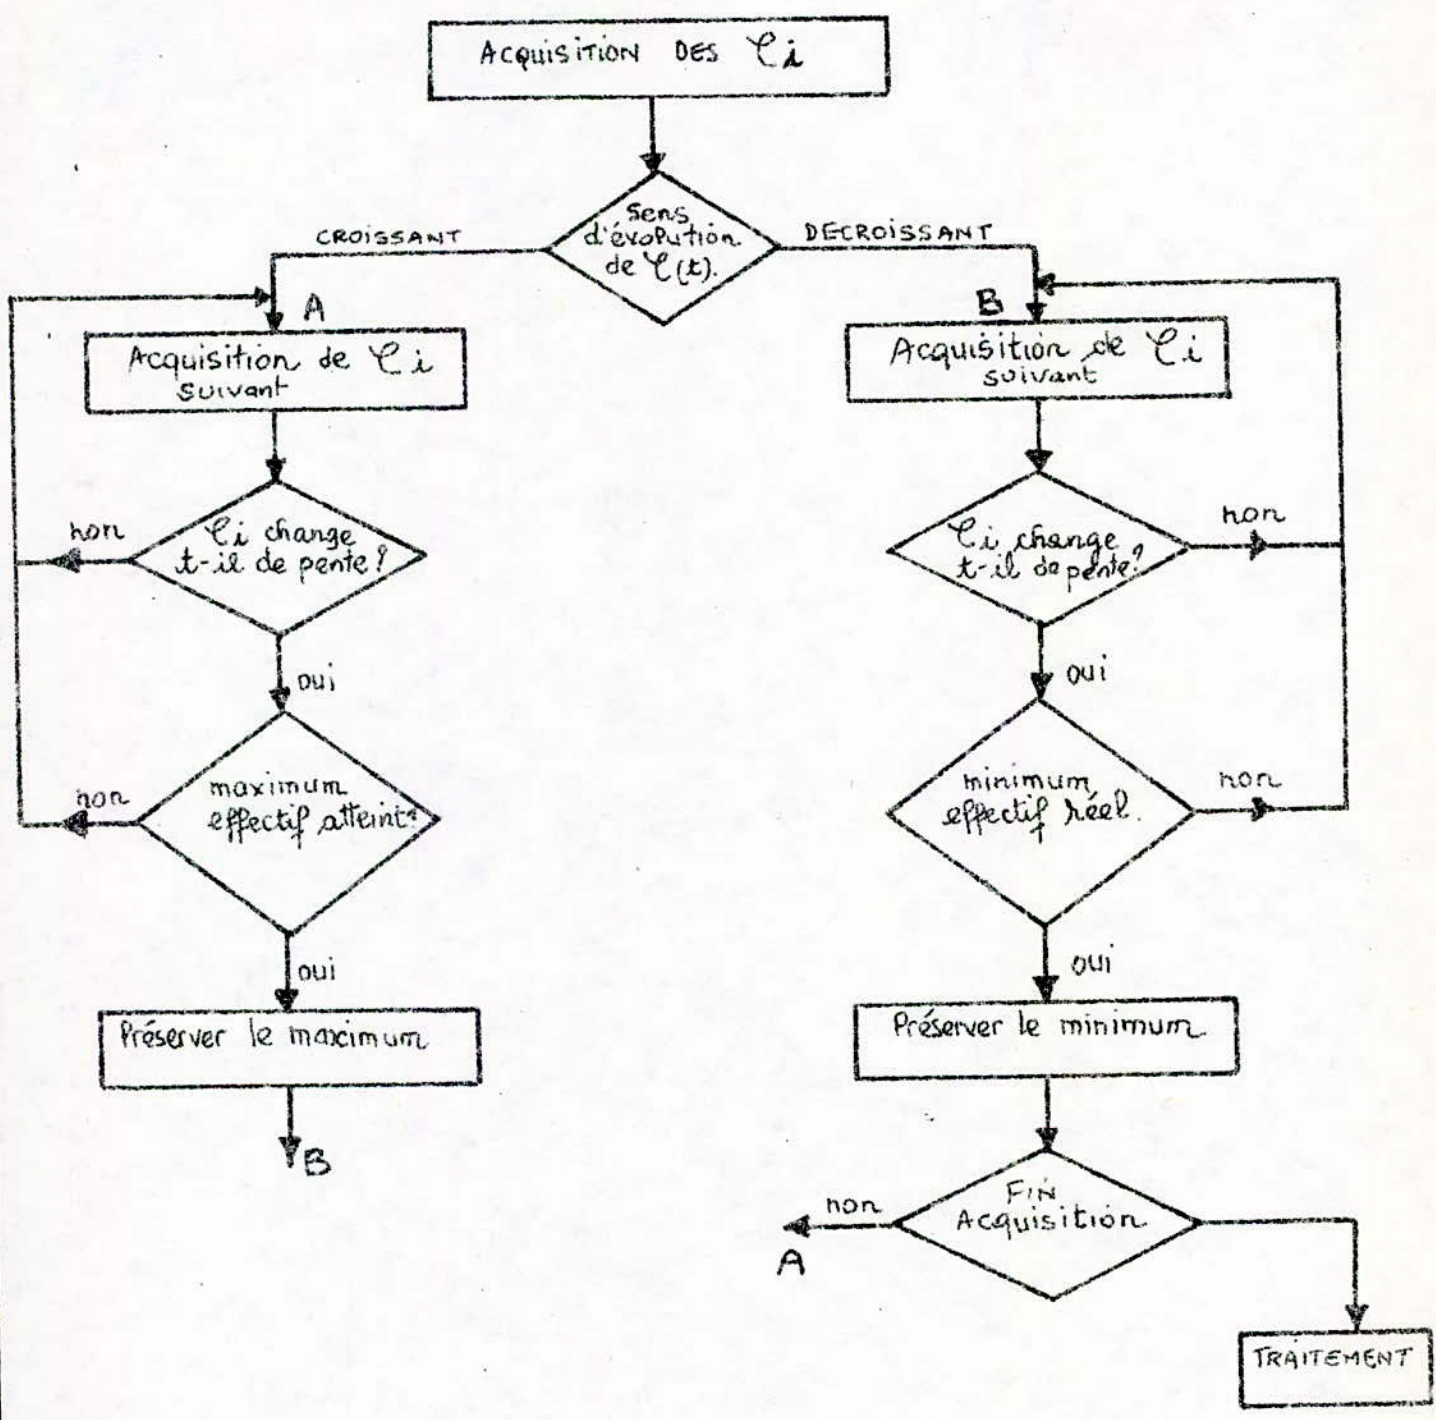 ACQUISITION DES Ci
Sens
d'évolution
de C(t).
CROISSANT
DECROISSANT
A
B
Acquisition de Ci
suivant
Acquisition de Ci
suivant
Ci change
t-il de pente?
non
oui
Ci change
t-il de pente?
non
oui
maximum
effectif atteint?
non
oui
minimum
effectif réel.
non
oui
Préserver le maximum
B
Préserver le minimum
FIN
Acquisition
non
A
TRAITEMENT